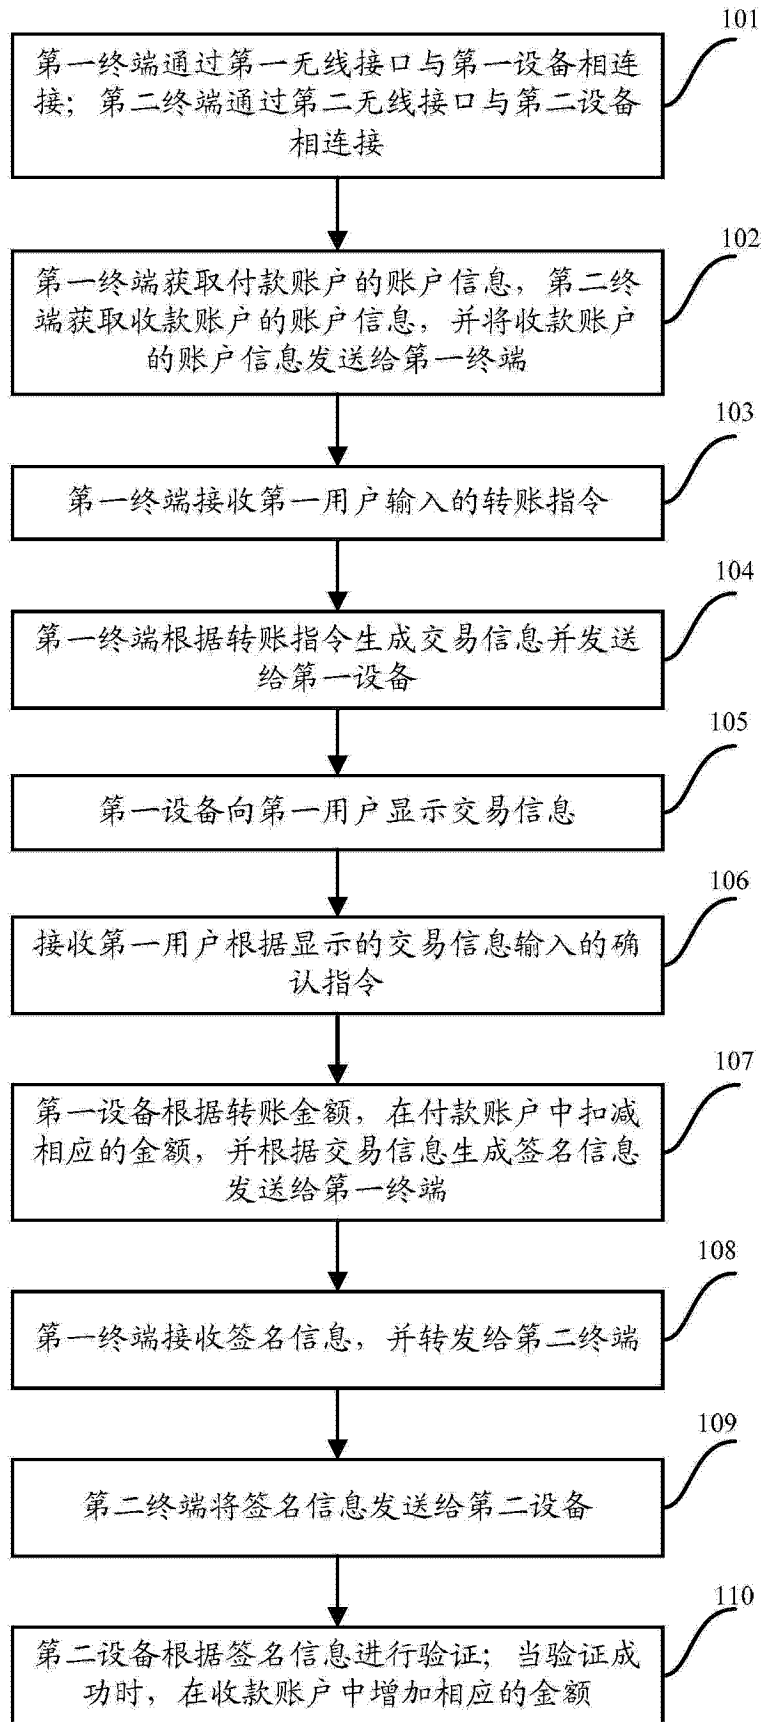 101
第一终端通过第一无线接口与第一设备相连
接；第二终端通过第二无线接口与第二设备
相连接
102
第一终端获取付款账户的账户信息，第二终
端获取收款账户的账户信息，并将收款账户
的账户信息发送给第一终端
103
第一终端接收第一用户输入的转账指令
104
第一终端根据转账指令生成交易信息并发送
给第一设备
105
第一设备向第一用户显示交易信息
106
接收第一用户根据显示的交易信息输入的确
认指令
107
第一设备根据转账金额，在付款账户中扣减
相应的金额，并根据交易信息生成签名信息
发送给第一终端
108
第一终端接收签名信息，并转发给第二终端
109
第二终端将签名信息发送给第二设备
110
第二设备根据签名信息进行验证；当验证成
功时，在收款账户中增加相应的金额